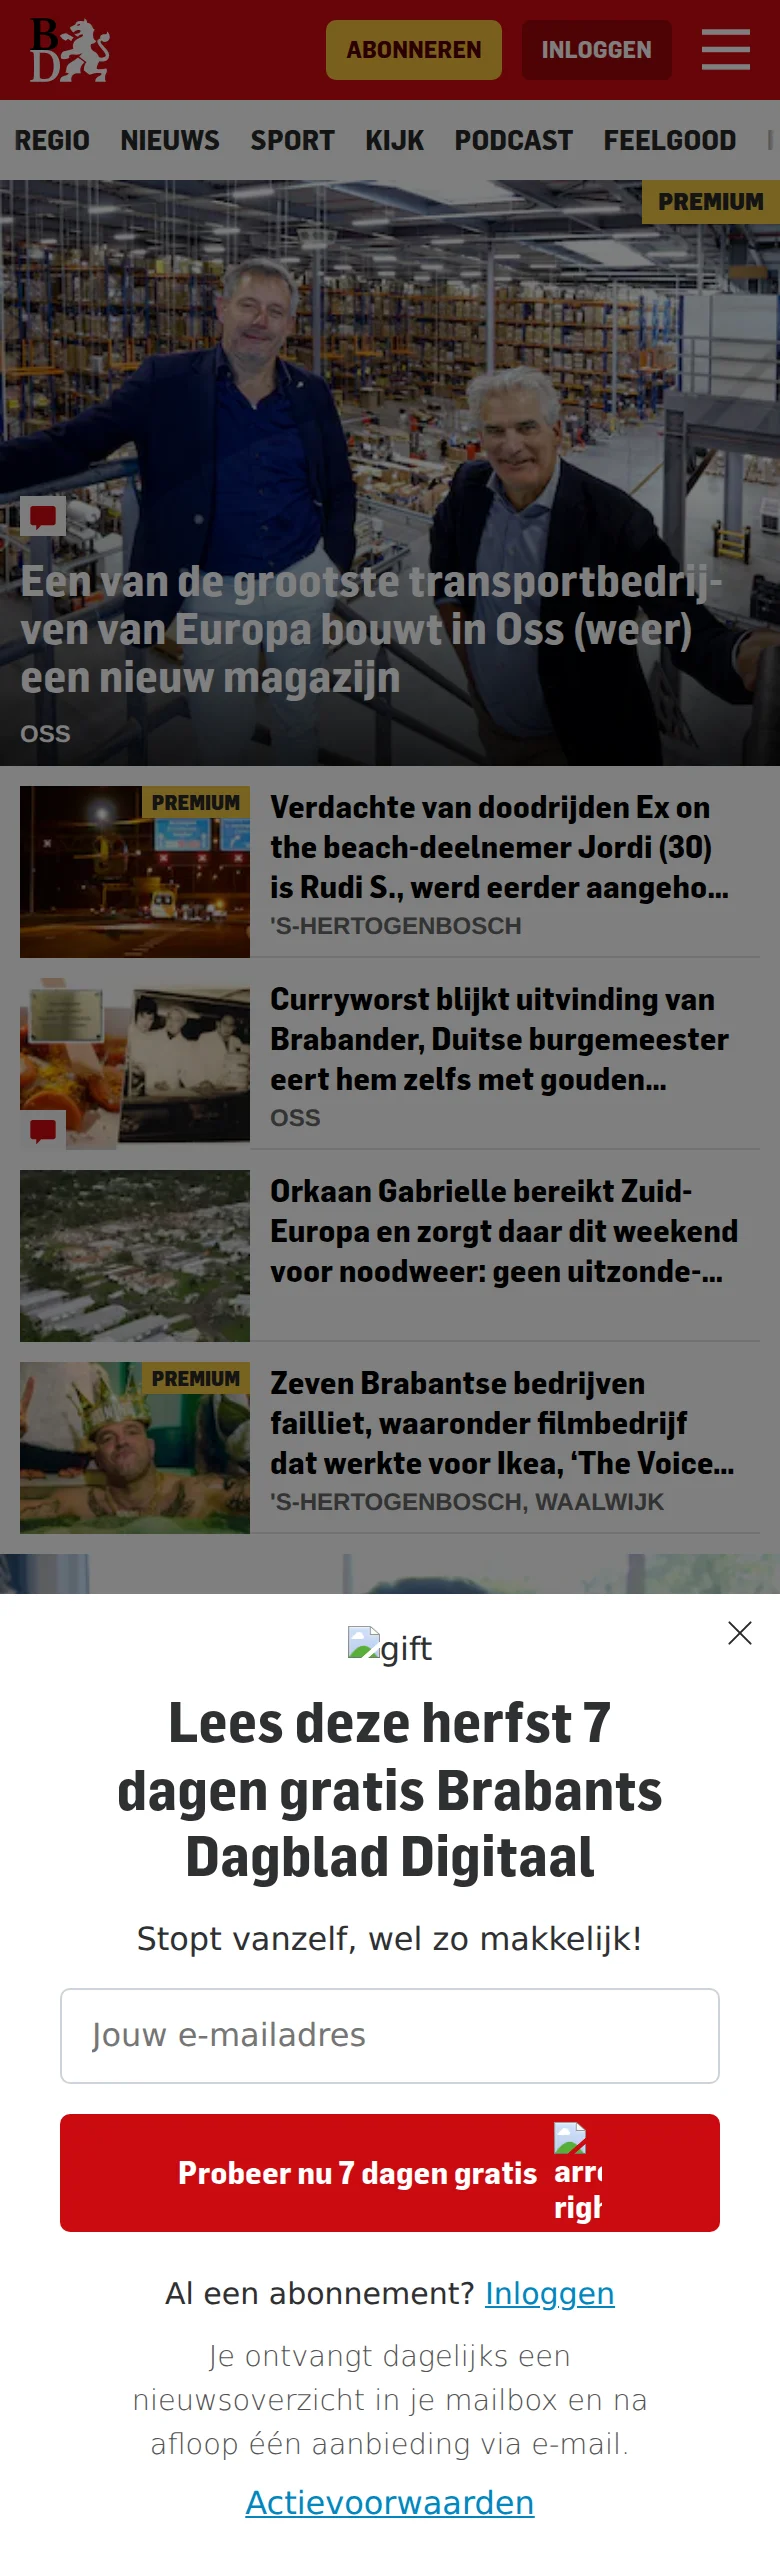 BD
ABONNEREN
INLOGGEN
REGIO NIEUWS SPORT KIJK PODCAST FEELGOOD
PREMIUM
Een van de grootste transportbedrij-
ven van Europa bouwt in Oss (weer)
een nieuw magazijn
OSS
PREMIUM
Verdachte van doodrijden Ex on
the beach-deelnemer Jordi (30)
is Rudi S., werd eerder aangeho...
'S-HERTOGENBOSCH
Curryworst blijkt uitvinding van
Brabander, Duitse burgemeester
eert hem zelfs met gouden...
OSS
Orkaan Gabrielle bereikt Zuid-
Europa en zorgt daar dit weekend
voor noodweer: geen uitzonde-...
PREMIUM
Zeven Brabantse bedrijven
failliet, waaronder filmbedrijf
dat werkte voor Ikea, ‘The Voice...
'S-HERTOGENBOSCH, WAALWIJK
gift
Lees deze herfst 7
dagen gratis Brabants
Dagblad Digitaal
Stopt vanzelf, wel zo makkelijk!
Jouw e-mailadres
Probeer nu 7 dagen gratis
Al een abonnement? Inloggen
Je ontvangt dagelijks een
nieuwsoverzicht in je mailbox en na
afloop één aanbieding via e-mail.
Actievoorwaarden